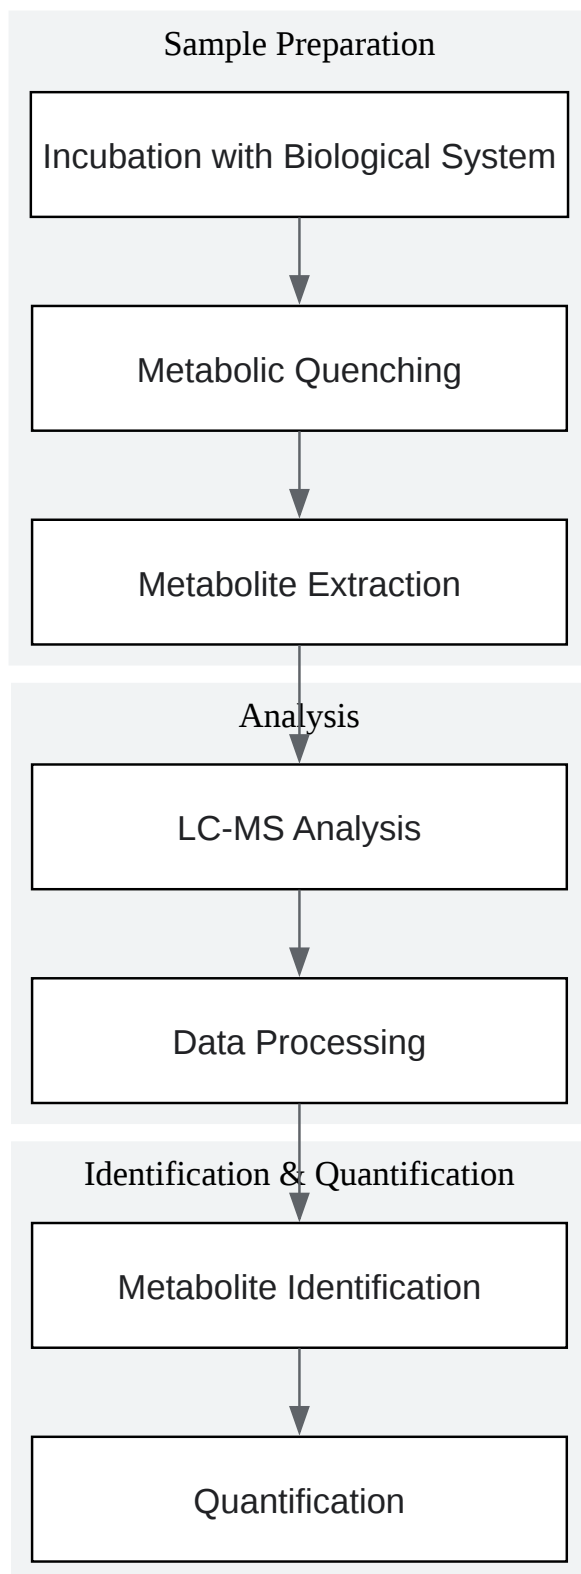 Sample Preparation
Incubation with Biological System
Metabolic Quenching
Metabolite Extraction
Analysis
LC-MS Analysis
Data Processing
Identification & Quantification
Metabolite Identification
Quantification